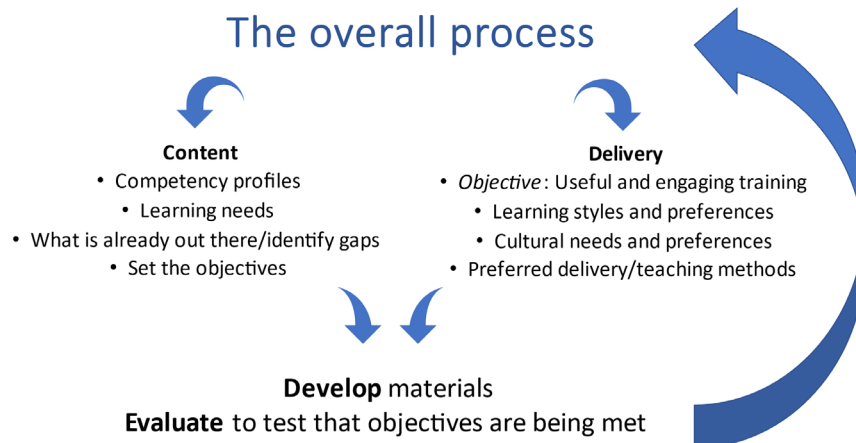 The overall process
Content
• Competency profiles
• Learning needs
• What is already out there/identify gaps
• Set the objectives
Delivery
• Objective: Useful and engaging training
• Learning styles and preferences
• Cultural needs and preferences
• Preferred delivery/teaching methods
Develop materials
Evaluate to test that objectives are being met